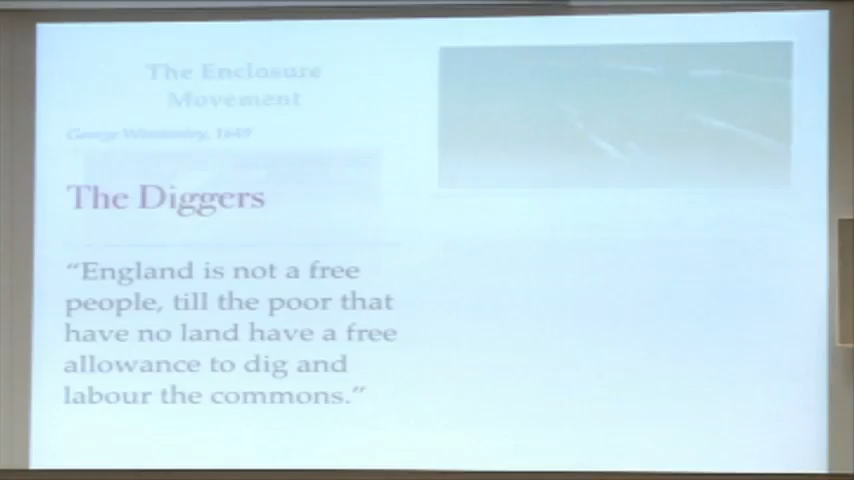 The Enclosure
Movement
George Winstanley, 1649
The Diggers
“England is not a free
people, till the poor that
have no land have a free
allowance to dig and
labour the commons.”